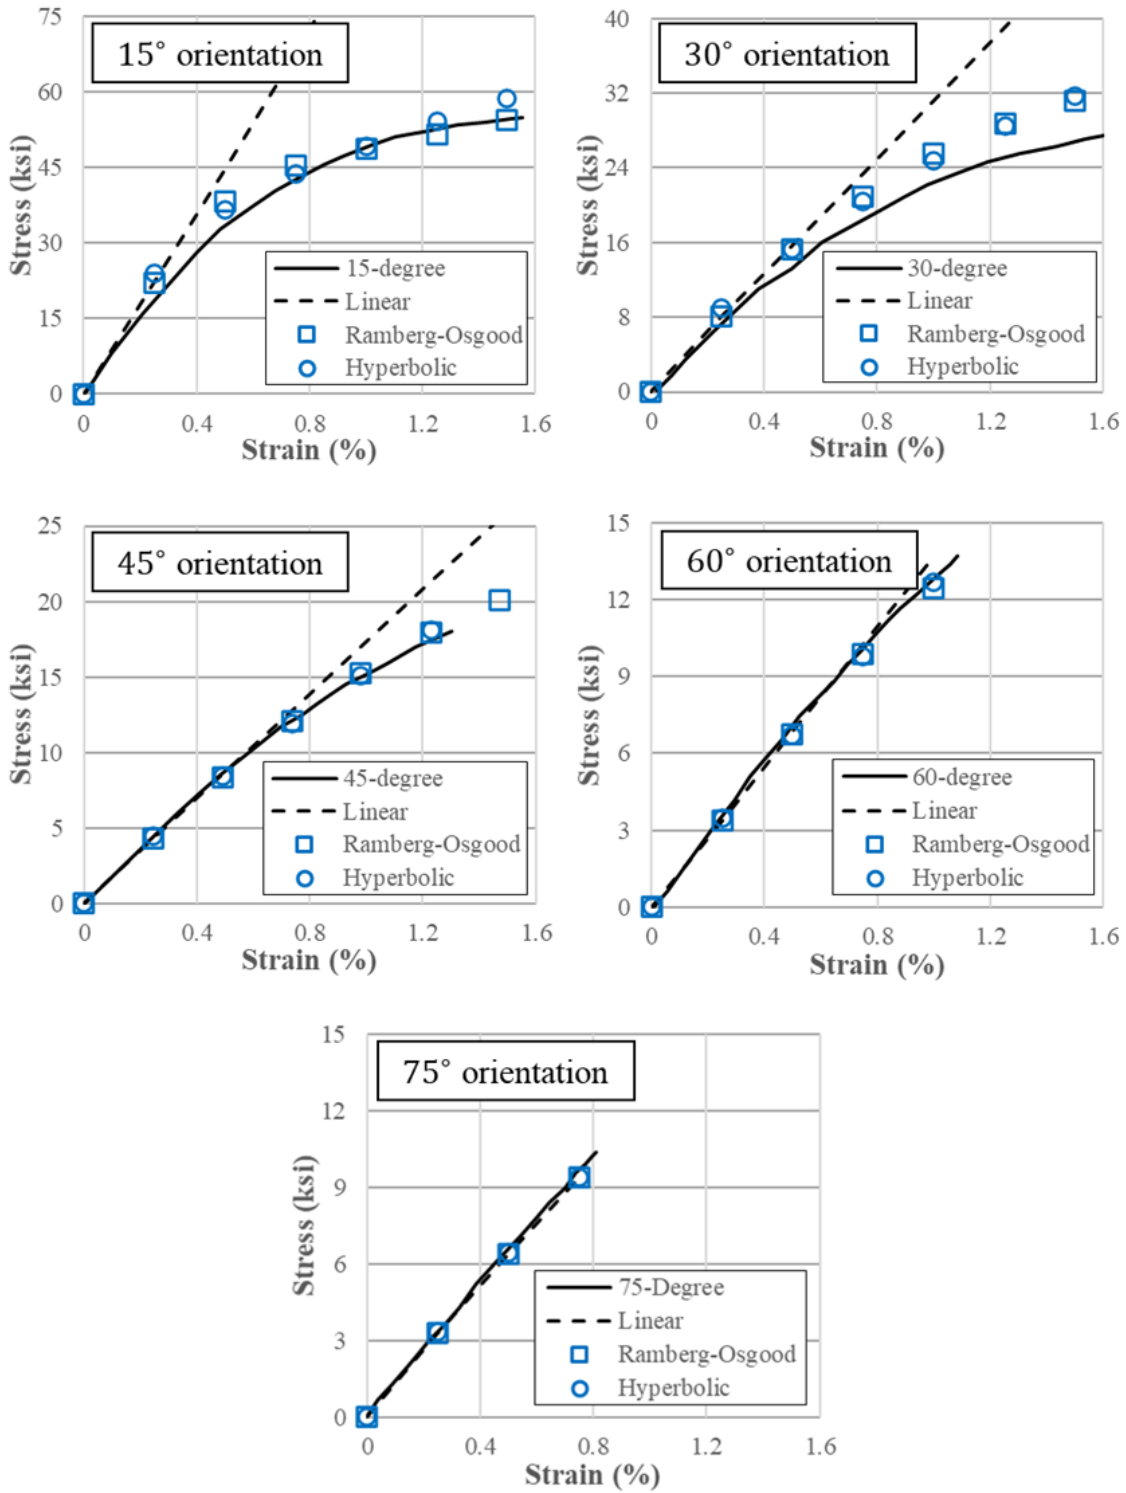 15° orientation
75
60
45
30
15
0
Stress (ksi)
15-degree
Linear
Ramberg-Osgood
Hyperbolic
0 0.4 0.8 1.2 1.6
Strain (%)
30° orientation
40
32
24
16
8
0
Stress (ksi)
30-degree
Linear
Ramberg-Osgood
Hyperbolic
0 0.4 0.8 1.2 1.6
Strain (%)
45° orientation
25
20
15
10
5
0
Stress (ksi)
45-degree
Linear
Ramberg-Osgood
Hyperbolic
0 0.4 0.8 1.2 1.6
Strain (%)
60° orientation
15
12
9
6
3
0
Stress (ksi)
60-degree
Linear
Ramberg-Osgood
Hyperbolic
0 0.4 0.8 1.2 1.6
Strain (%)
75° orientation
15
12
9
6
3
0
Stress (ksi)
75-Degree
Linear
Ramberg-Osgood
Hyperbolic
0 0.4 0.8 1.2 1.6
Strain (%)